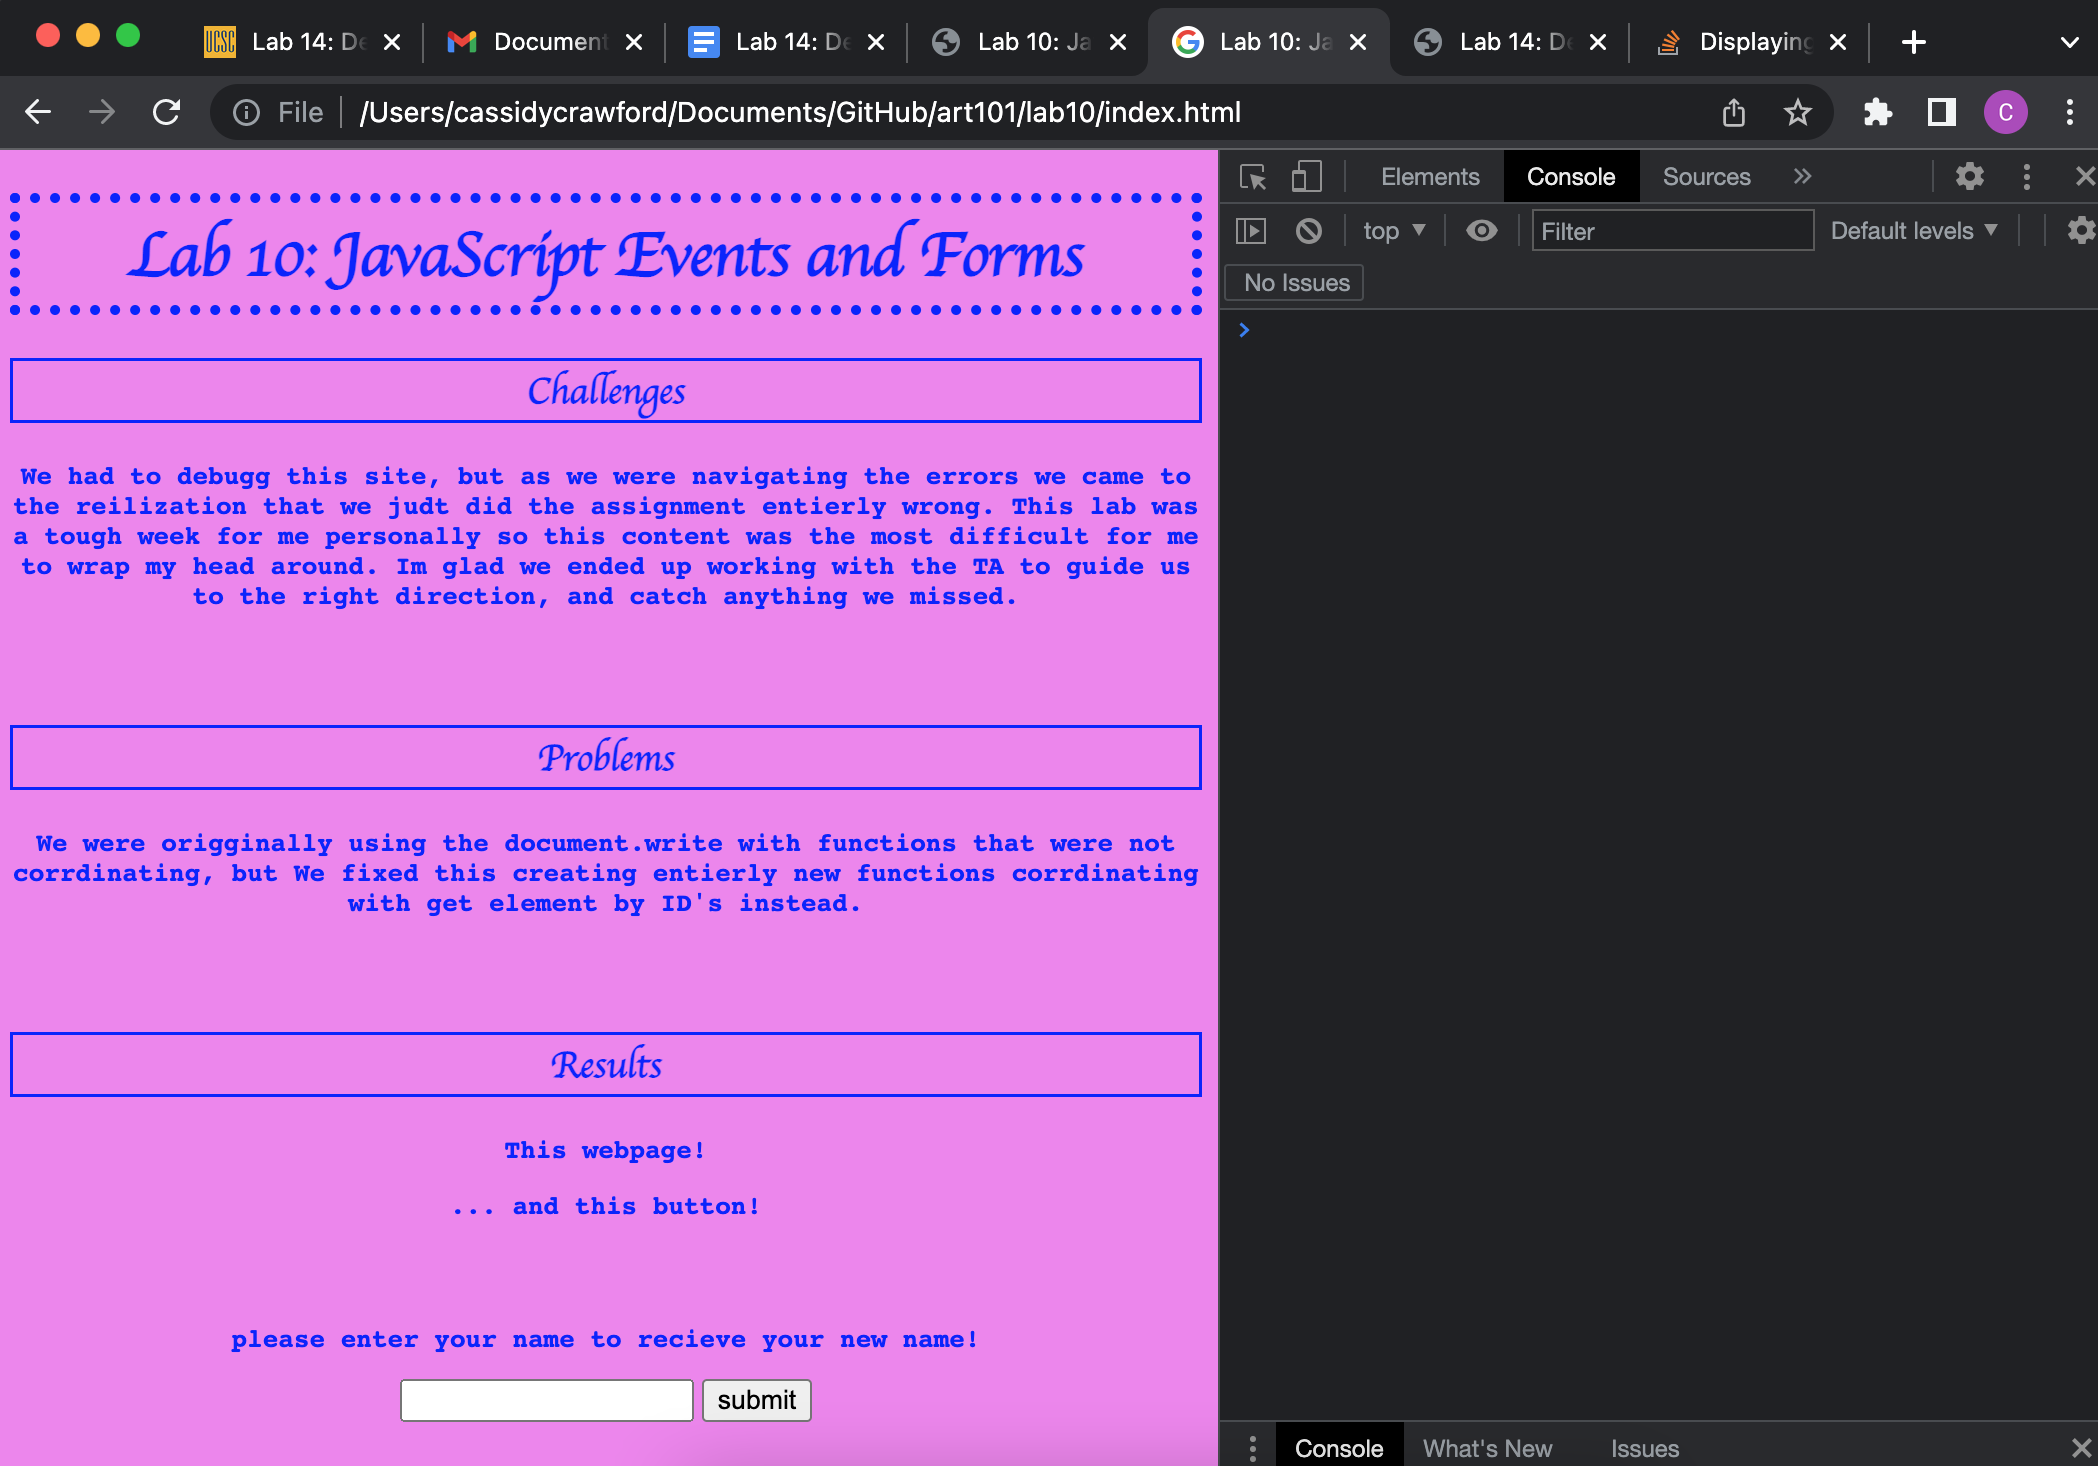 UCSC Lab 14: De Document Lab 14: De Lab 10: Ja Lab 10: Ja Lab 14: De Displaying
File /Users/cassidycrawford/Documents/GitHub/art101/lab10/index.html C
Elements Console Sources
top Filter Default levels
No Issues
Lab 10: JavaScript Events and Forms
Challenges
We had to debugg this site, but as we were navigating the errors we came to
the reilization that we judt did the assignment entierly wrong. This lab was
a tough week for me personally so this content was the most difficult for me
to wrap my head around. Im glad we ended up working with the TA to guide us
to the right direction, and catch anything we missed.
Problems
We were origginally using the document.write with functions that were not
corrdinating, but We fixed this creating entierly new functions corrdinating
with get element by ID's instead.
Results
This webpage!
... and this button!
please enter your name to recieve your new name!
submit
Console What's New Issues